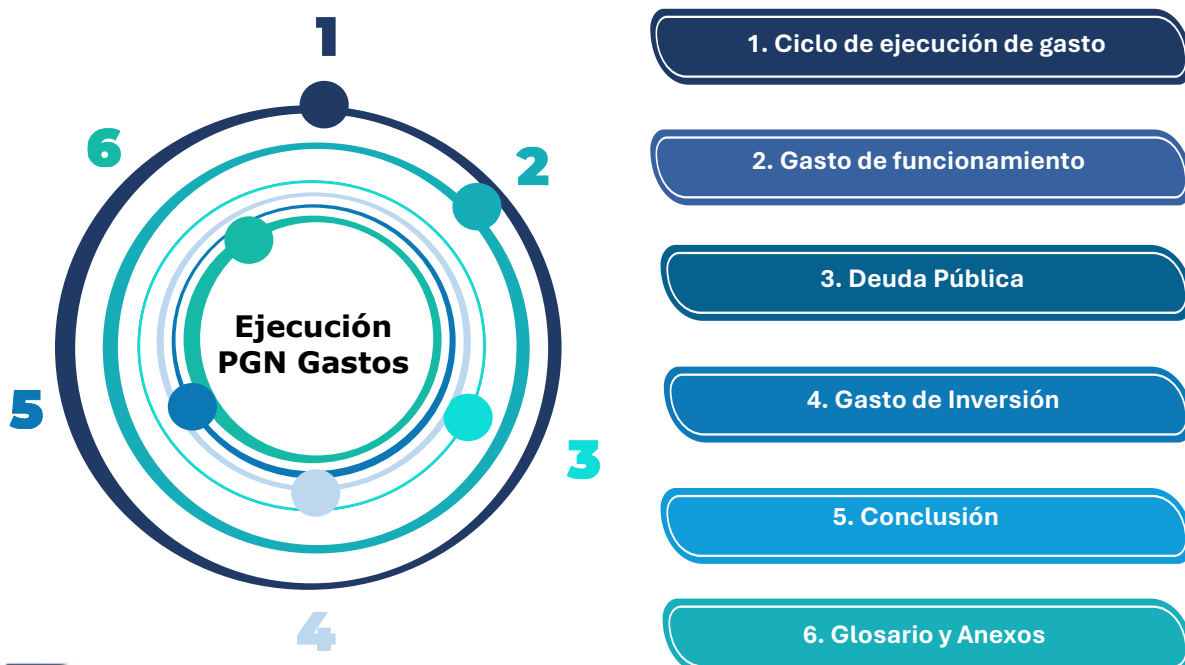 1
2
3
4
5
6
Ejecución
PGN Gastos
1. Ciclo de ejecución de gasto
2. Gasto de funcionamiento
3. Deuda Pública
4. Gasto de Inversión
5. Conclusión
6. Glosario y Anexos